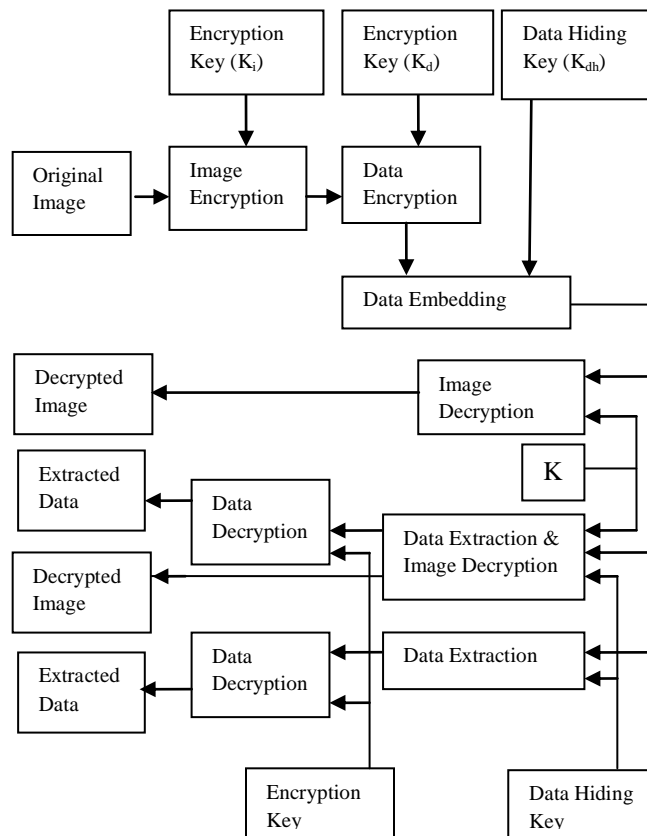 Encryption
Key (Ki)
Encryption
Key (Kd)
Data Hiding
Key (Kdh)
Original
Image
Image
Encryption
Data
Encryption
Data Embedding
Decrypted
Image
Image
Decryption
K
Extracted
Data
Data
Decryption
Data Extraction &
Image Decryption
Decrypted
Image
Extracted
Data
Data
Decryption
Data Extraction
Encryption
Key
Data Hiding
Key